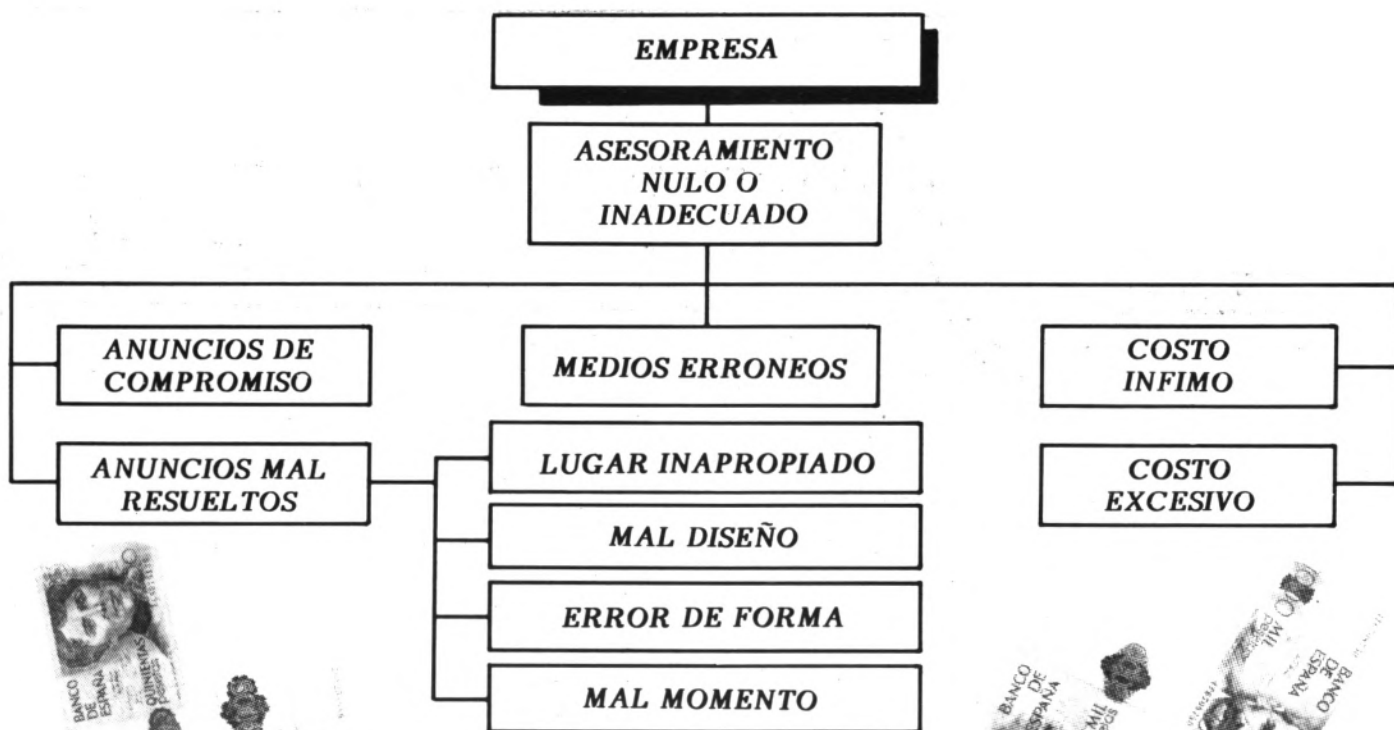 EMPRESA
ASESORAMIENTO
NULO O
INADECUADO
ANUNCIOS DE
COMPROMISO
MEDIOS ERRONEOS
COSTO
INFIMO
ANUNCIOS MAL
RESUELTOS
LUGAR INAPROPIADO
COSTO
EXCESIVO
MAL DISEÑO
ERROR DE FORMA
MAL MOMENTO
BANCO
DE
ESPAÑA
QUINIENTAS
BANCO
DE
ESPAÑA
MIL
MIL
BANCO
DE
ESPAÑA